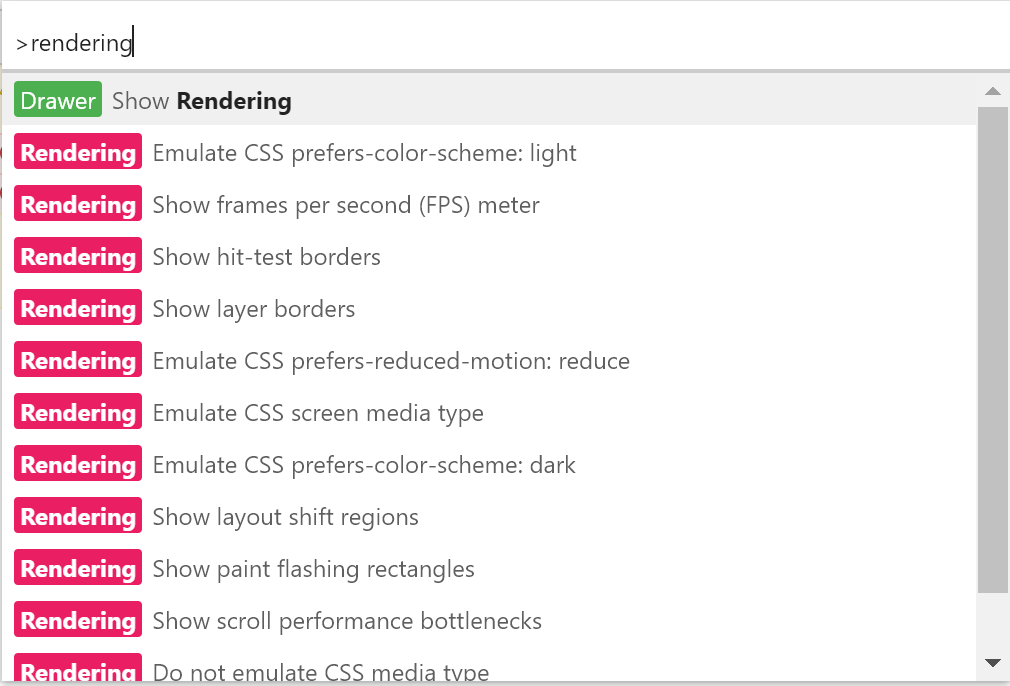 >rendering
Drawer Show Rendering
Rendering Emulate CSS prefers-color-scheme: light
Rendering Show frames per second (FPS) meter
Rendering Show hit-test borders
Rendering Show layer borders
Rendering Emulate CSS prefers-reduced-motion: reduce
Rendering Emulate CSS screen media type
Rendering Emulate CSS prefers-color-scheme: dark
Rendering Show layout shift regions
Rendering Show paint flashing rectangles
Rendering Show scroll performance bottlenecks
Rendering Do not emulate CSS media type